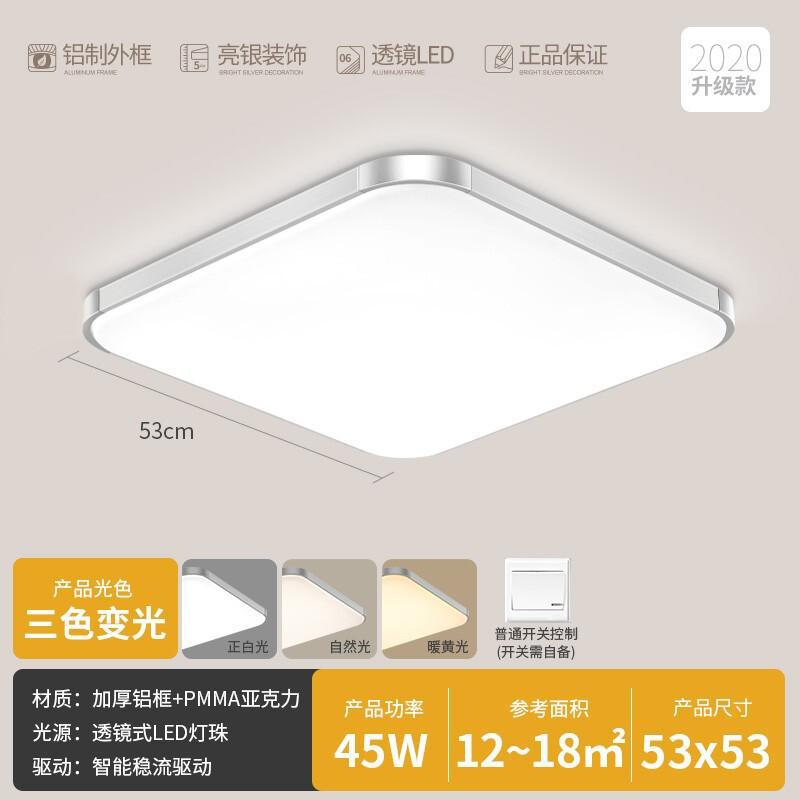 铝制外框
ALUMINUM FRAME
亮银装饰
BRIGHT SILVER DECORATION
透镜LED
ALUMINUM FRAME
正品保证
BRIGHT SILVER DECORATION
2020
升级款
5
06
53cm
产品光色
三色变光
正白光
自然光
暖黄光
普通开关控制
(开关需自备)
材质：加厚铝框+PMMA亚克力
光源：透镜式LED灯珠
驱动：智能稳流驱动
产品功率
45W
参考面积
12~18㎡
产品尺寸
53x53